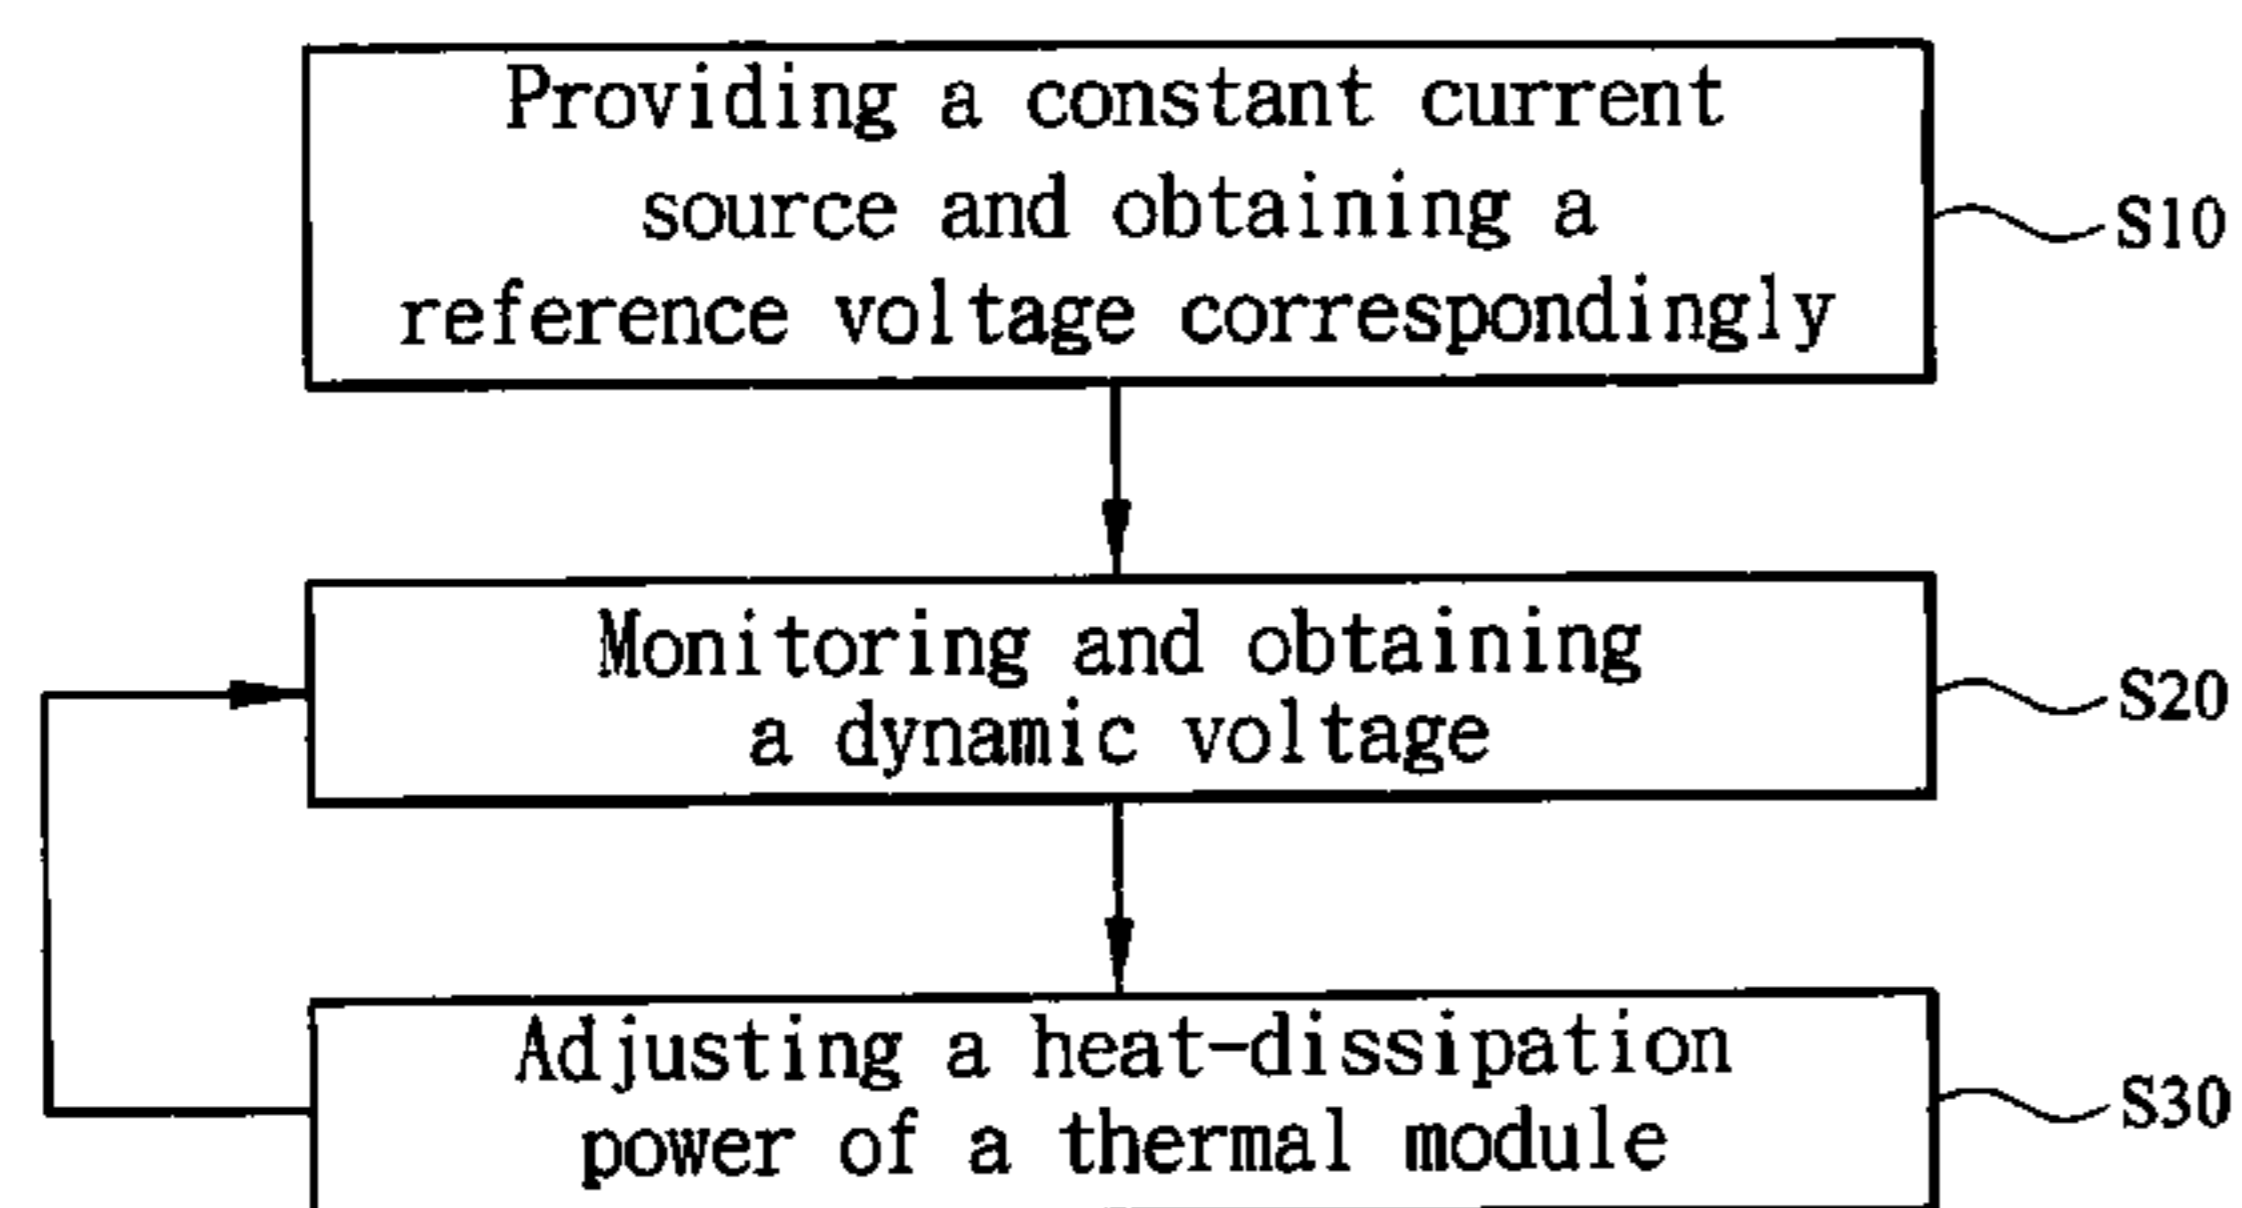 Providing a constant current
source and obtaining a
reference voltage correspondingly
S10
Monitoring and obtaining
a dynamic voltage
S20
Adjusting a heat-dissipation
power of a thermal module
S30